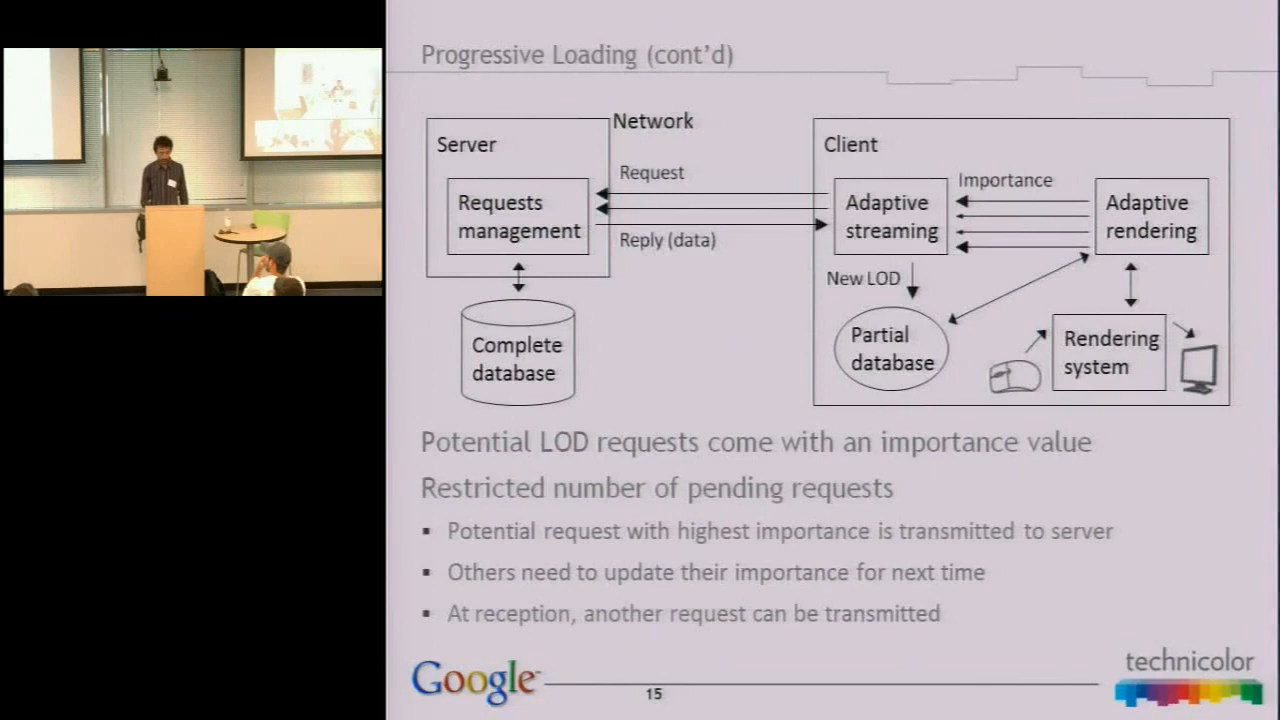 Progressive Loading (cont'd)
Network
Server
Client
Request
Importance
Requests
management
Adaptive
streaming
Adaptive
rendering
Reply (data)
New LOD
Complete
database
Partial
database
Rendering
system
Potential LOD requests come with an importance value
Restricted number of pending requests
▪ Potential request with highest importance is transmitted to server
▪ Others need to update their importance for next time
▪ At reception, another request can be transmitted
Google™
15
technicolor